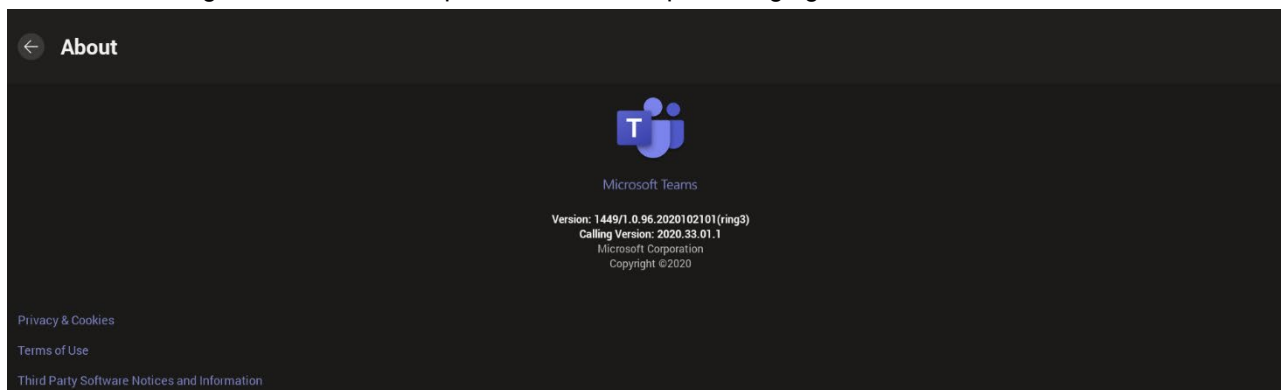 About
T
Microsoft Teams
Version: 1449/1.0.96.2020102101(ring3)
Calling Version: 2020.33.01.1
Microsoft Corporation
Copyright ©2020
Privacy & Cookies
Terms of Use
Third Party Software Notices and Information